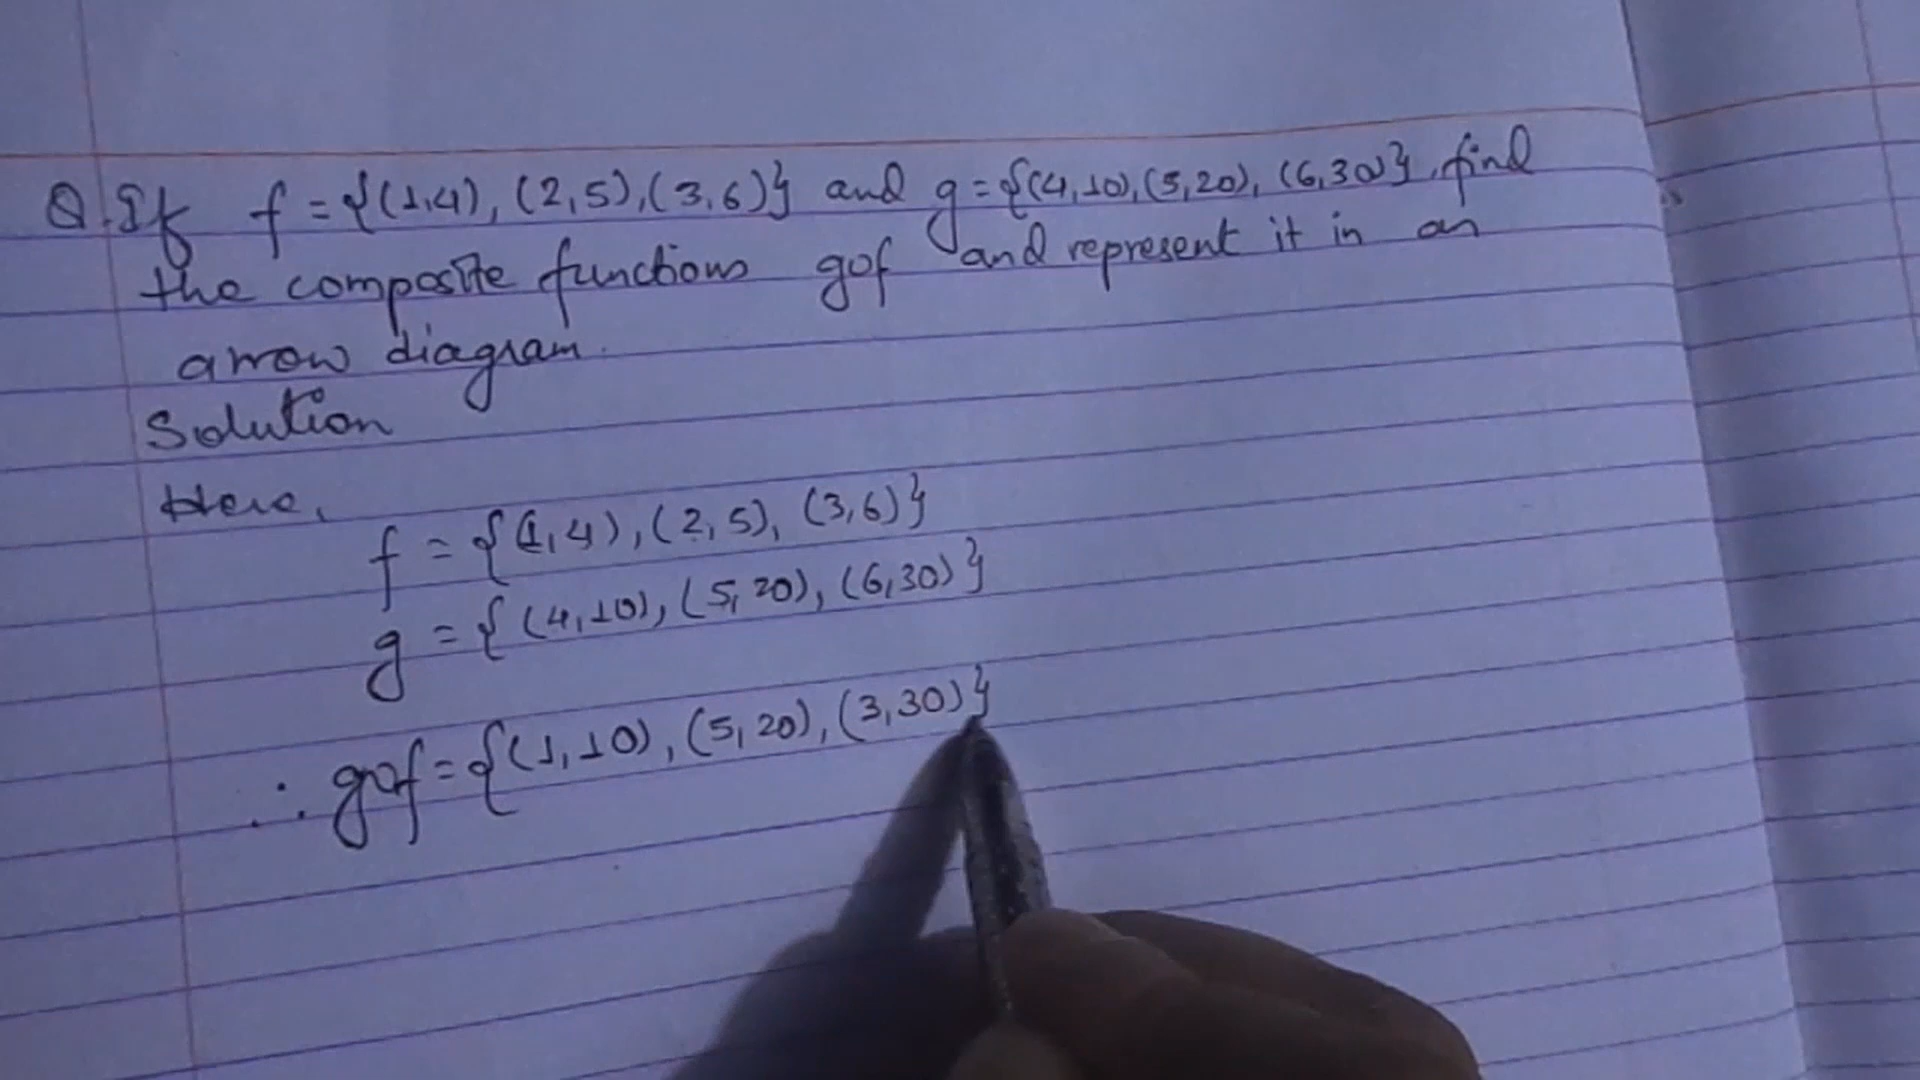 Q. If f = {(1,4), (2,5), (3,6)} and g = {(4,10), (5,20), (6,30)}, find
the composite functions gof and represent it in an
arrow diagram.
Solution
Here,
f = {(1,4), (2,5), (3,6)}
g = {(4,10), (5,20), (6,30)}
∴ gof = {(1,10), (5,20), (3,30)}